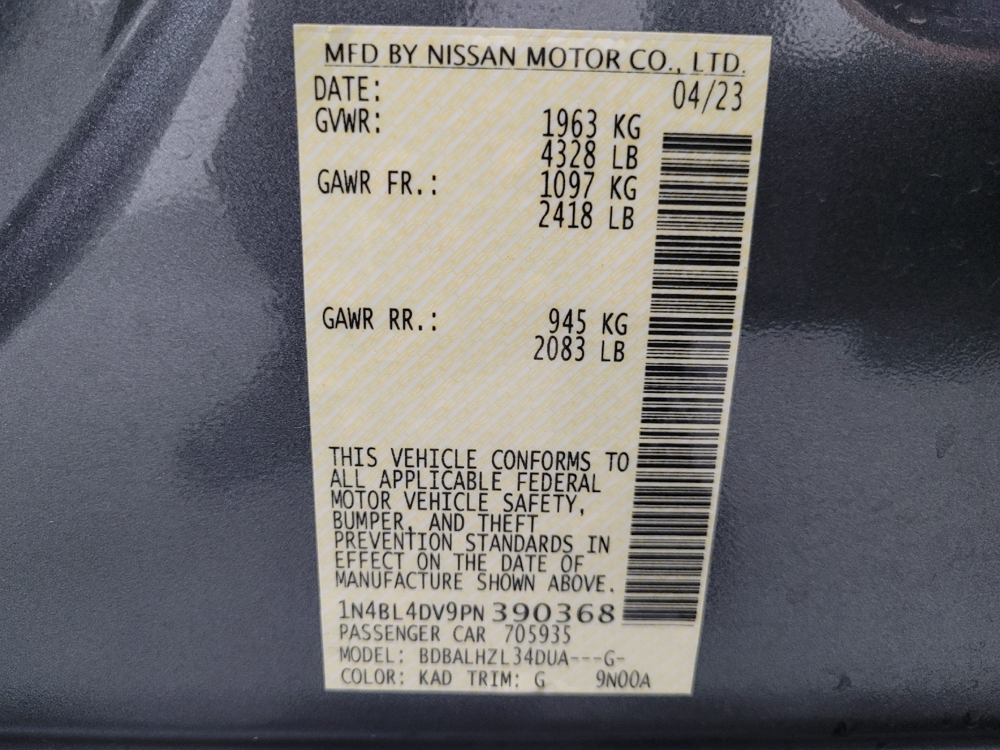 MFD BY NISSAN MOTOR CO., LTD.
DATE: 04/23
GVWR: 1963 KG
4328 LB
GAWR FR.: 1097 KG
2418 LB
GAWR RR.: 945 KG
2083 LB
THIS VEHICLE CONFORMS TO
ALL APPLICABLE FEDERAL
MOTOR VEHICLE SAFETY,
BUMPER, AND THEFT
PREVENTION STANDARDS IN
EFFECT ON THE DATE OF
MANUFACTURE SHOWN ABOVE.
1N4BL4DV9PN 390368
PASSENGER CAR 705935
MODEL: BDBALHZL34DUA---G-
COLOR: KAD TRIM: G 9N00A